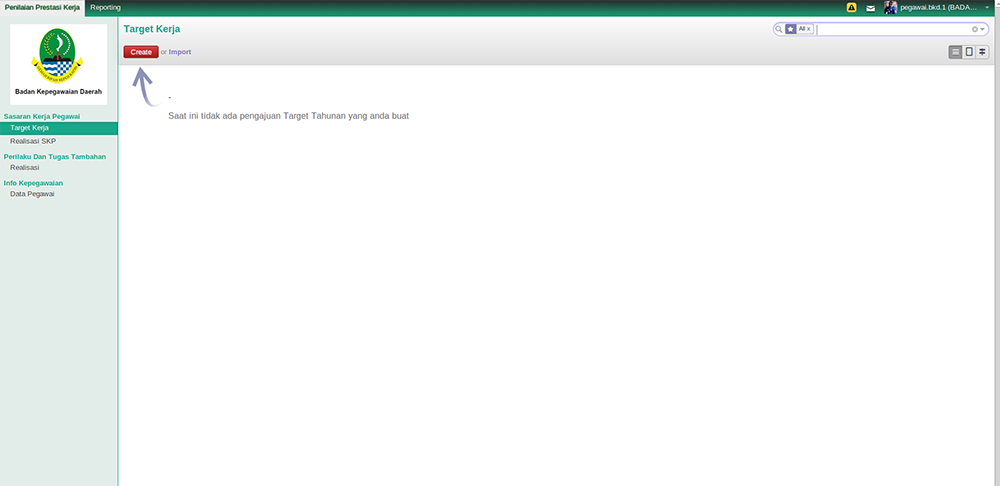 Penilaian Prestasi Kerja Reporting
pegawai.bkd.1 (BADA...
Target Kerja
All x
Create or Import
Badan Kepegawaian Daerah
-
Saat ini tidak ada pengajuan Target Tahunan yang anda buat
Sasaran Kerja Pegawai
Target Kerja
Realisasi SKP
Perilaku Dan Tugas Tambahan
Realisasi
Info Kepegawaian
Data Pegawai